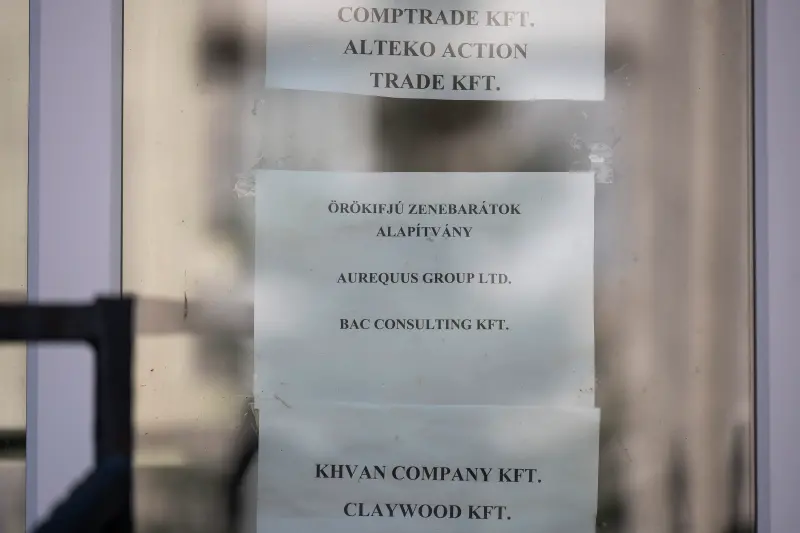 COMPTRADE KFT.
ALTEKO ACTION
TRADE KFT.
ÖRÖKIFJÚ ZENEBARÁTOK
ALAPÍTVÁNY
AUREQUUS GROUP LTD.
BAC CONSULTING KFT.
KHVAN COMPANY KFT.
CLAYWOOD KFT.